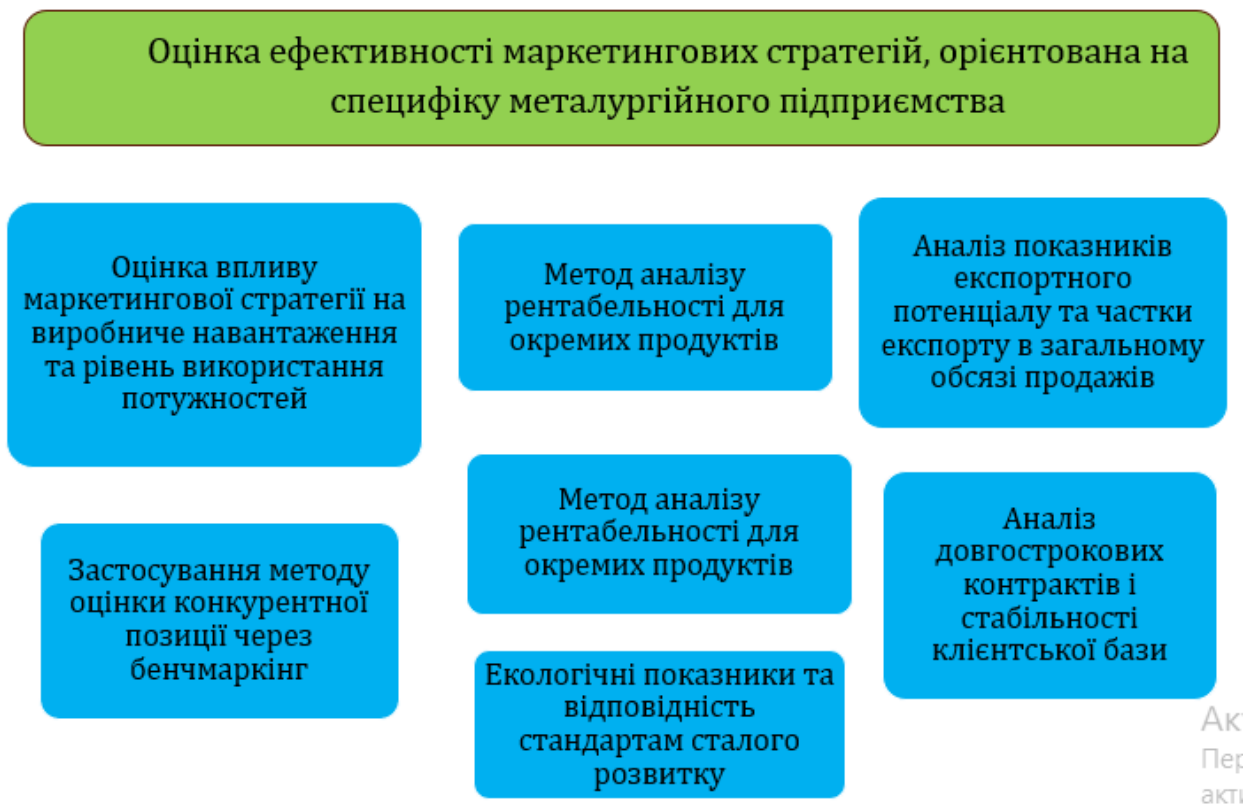 Оцінка ефективності маркетингових стратегій, орієнтована на
специфіку металургійного підприємства
Оцінка впливу
маркетингової стратегії на
виробниче навантаження
та рівень використання
потужностей
Метод аналізу
рентабельності для
окремих продуктів
Аналіз показників
експортного
потенціалу та частки
експорту в загальному
обсязі продажів
Застосування методу
оцінки конкурентної
позиції через
бенчмаркінг
Метод аналізу
рентабельності для
окремих продуктів
Аналіз
довгострокових
контрактів і
стабільності
клієнтської бази
Екологічні показники та
відповідність
стандартам сталого
розвитку